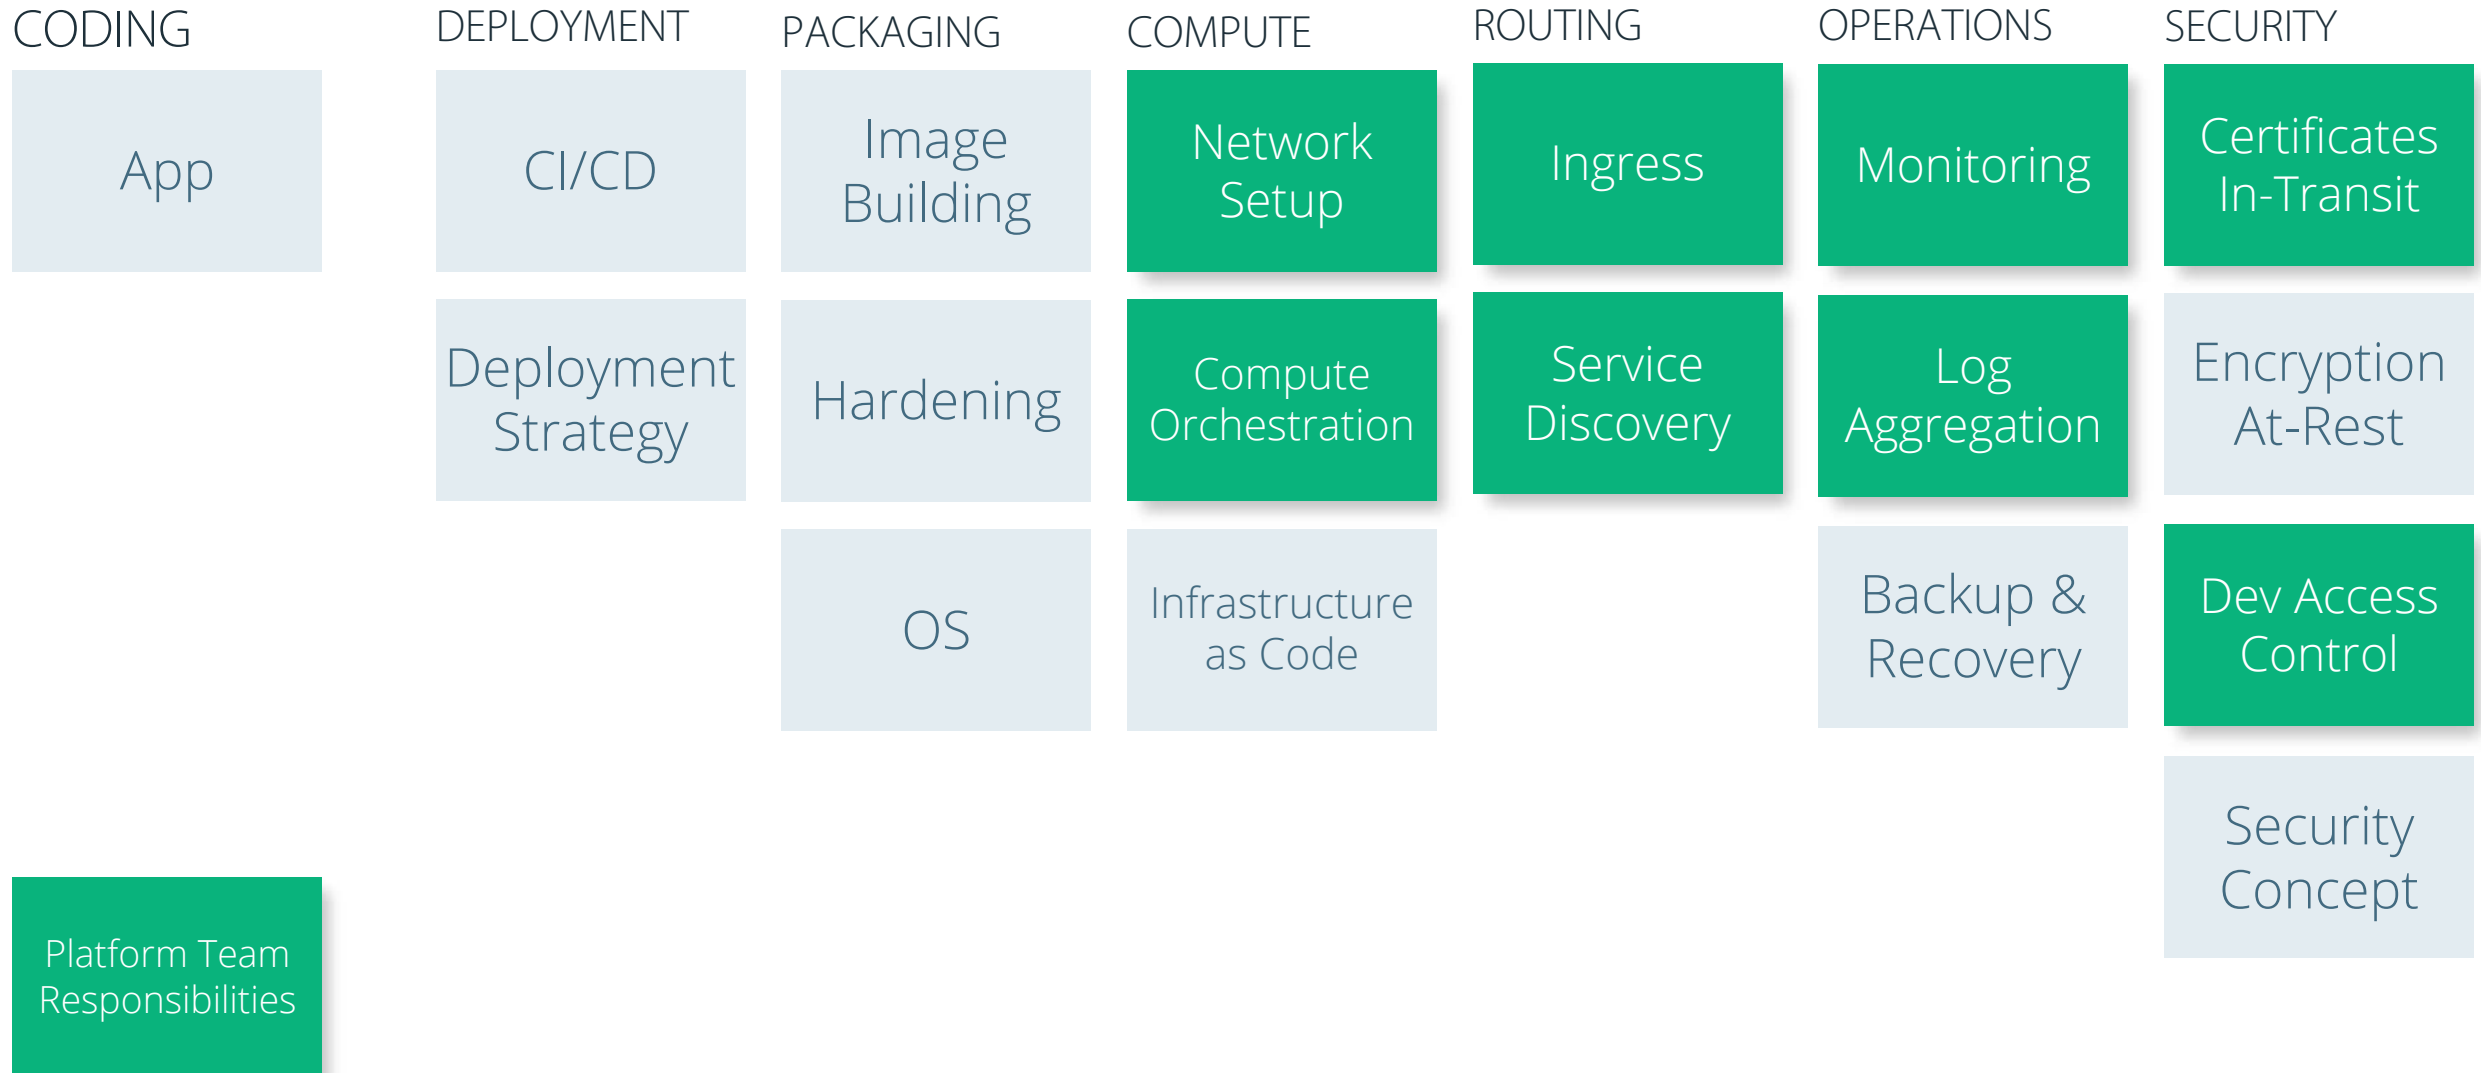 CODING
DEPLOYMENT
PACKAGING
COMPUTE
ROUTING
OPERATIONS
SECURITY
App
CI/CD
Image
Building
Network
Setup
Ingress
Monitoring
Certificates
In-Transit
Deployment
Strategy
Hardening
Compute
Orchestration
Service
Discovery
Log
Aggregation
Encryption
At-Rest
OS
Infrastructure
as Code
Backup &
Recovery
Dev Access
Control
Security
Concept
Platform Team
Responsibilities